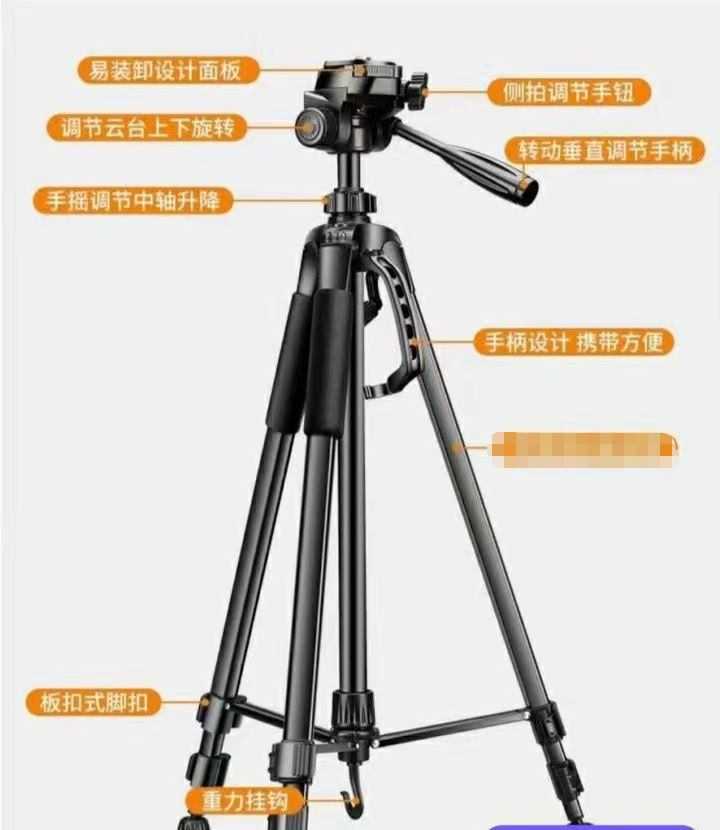 易装卸设计面板
侧拍调节手钮
调节云台上下旋转
转动垂直调节手柄
手摇调节中轴升降
手柄设计 携带方便
板扣式脚扣
重力挂钩